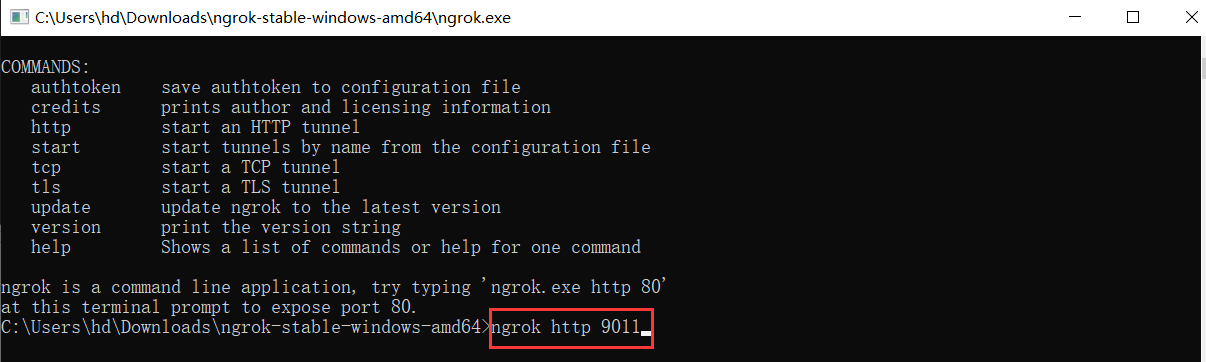 C:\Users\hd\Downloads\ngrok-stable-windows-amd64\ngrok.exe
COMMANDS:
authtoken    save authtoken to configuration file
credits      prints author and licensing information
http         start an HTTP tunnel
start        start tunnels by name from the configuration file
tcp          start a TCP tunnel
tls          start a TLS tunnel
update       update ngrok to the latest version
version      print the version string
help         Shows a list of commands or help for one command
ngrok is a command line application, try typing 'ngrok.exe http 80'
at this terminal prompt to expose port 80.
C:\Users\hd\Downloads\ngrok-stable-windows-amd64>ngrok http 9011